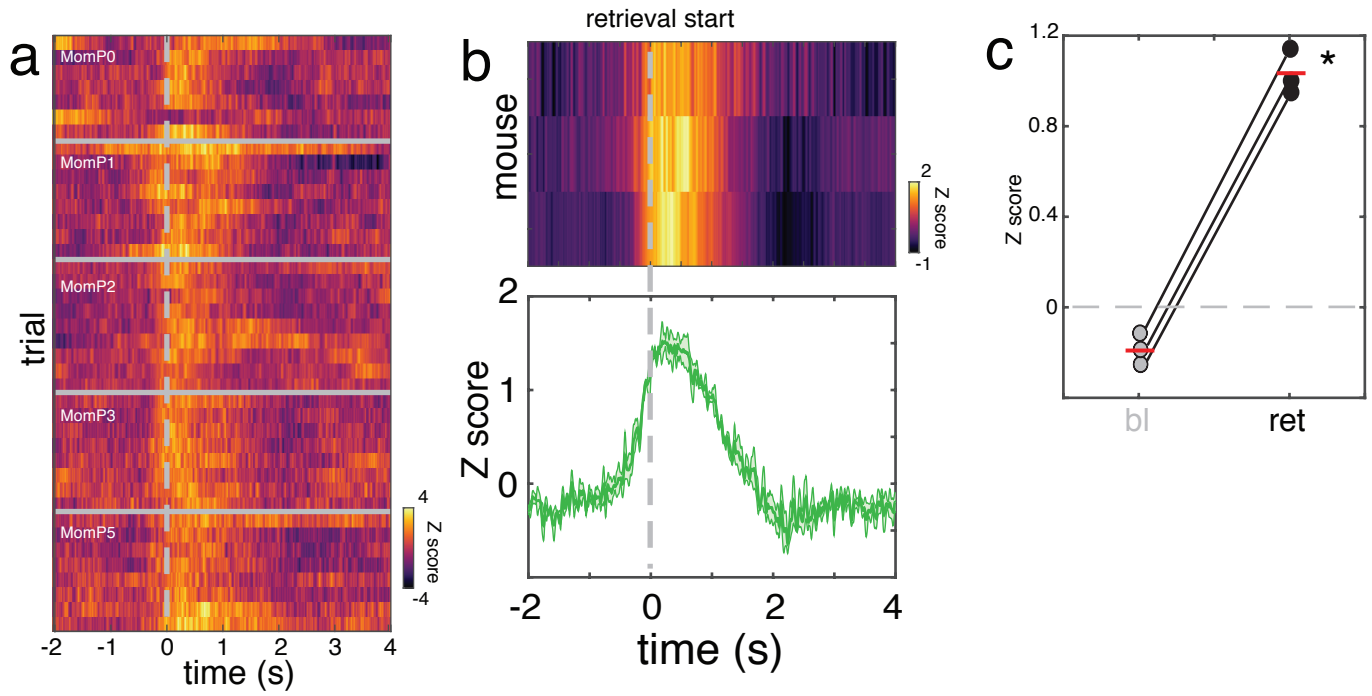 a
MomP0
MomP1
MomP2
MomP3
MomP5
trial
4
Z score
-4
-2 -1 0 1 2 3 4
time (s)
retrieval start
b
mouse
2
Z score
-1
2
1
0
Z score
-2 0 2 4
time (s)
c
1.2
0.8
0.4
0
Z score
*
bl ret